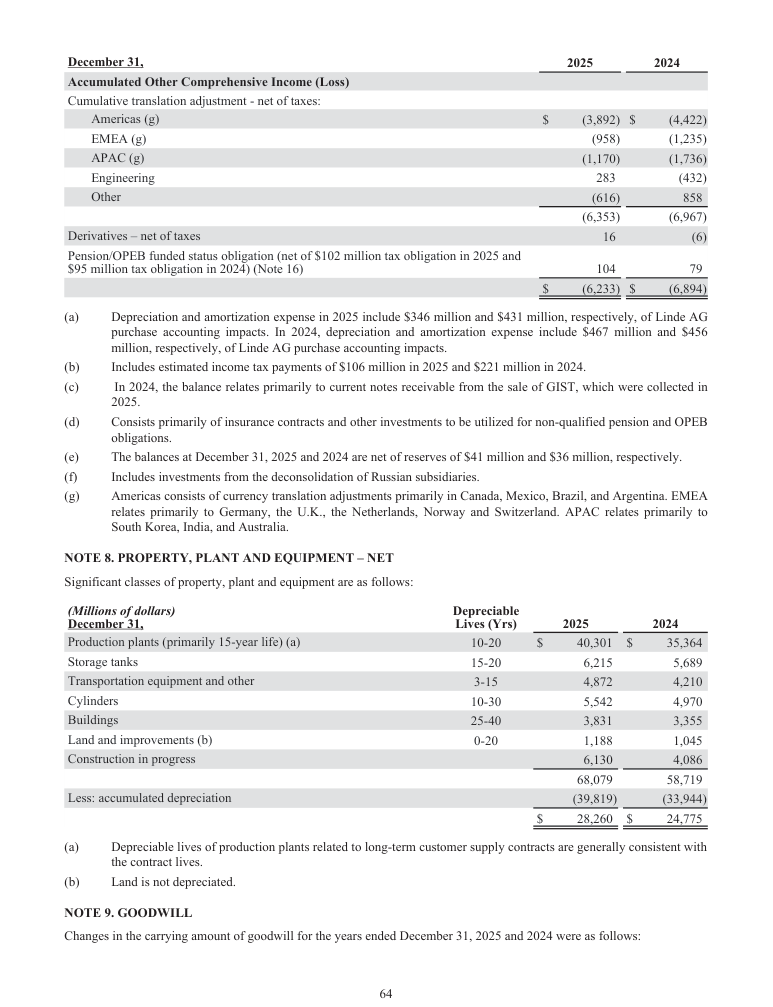 December 31, 2025 2024
Accumulated Other Comprehensive Income (Loss)
Cumulative translation adjustment - net of taxes:
Americas (g) $ (3,892) $ (4,422)
EMEA (g) (958) (1,235)
APAC (g) (1,170) (1,736)
Engineering 283 (432)
Other (616) 858
(6,353) (6,967)
Derivatives – net of taxes 16 (6)
Pension/OPEB funded status obligation (net of $102 million tax obligation in 2025 and
$95 million tax obligation in 2024) (Note 16) 104 79
$ (6,233) $ (6,894)
(a) Depreciation and amortization expense in 2025 include $346 million and $431 million, respectively, of Linde AG
purchase accounting impacts. In 2024, depreciation and amortization expense include $467 million and $456
million, respectively, of Linde AG purchase accounting impacts.
(b) Includes estimated income tax payments of $106 million in 2025 and $221 million in 2024.
(c) In 2024, the balance relates primarily to current notes receivable from the sale of GIST, which were collected in
2025.
(d) Consists primarily of insurance contracts and other investments to be utilized for non-qualified pension and OPEB
obligations.
(e) The balances at December 31, 2025 and 2024 are net of reserves of $41 million and $36 million, respectively.
(f) Includes investments from the deconsolidation of Russian subsidiaries.
(g) Americas consists of currency translation adjustments primarily in Canada, Mexico, Brazil, and Argentina. EMEA
relates primarily to Germany, the U.K., the Netherlands, Norway and Switzerland. APAC relates primarily to
South Korea, India, and Australia.
NOTE 8. PROPERTY, PLANT AND EQUIPMENT – NET
Significant classes of property, plant and equipment are as follows:
(Millions of dollars) Depreciable
December 31, Lives (Yrs) 2025 2024
Production plants (primarily 15-year life) (a) 10-20 $ 40,301 $ 35,364
Storage tanks 15-20 6,215 5,689
Transportation equipment and other 3-15 4,872 4,210
Cylinders 10-30 5,542 4,970
Buildings 25-40 3,831 3,355
Land and improvements (b) 0-20 1,188 1,045
Construction in progress 6,130 4,086
68,079 58,719
Less: accumulated depreciation (39,819) (33,944)
$ 28,260 $ 24,775
(a) Depreciable lives of production plants related to long-term customer supply contracts are generally consistent with
the contract lives.
(b) Land is not depreciated.
NOTE 9. GOODWILL
Changes in the carrying amount of goodwill for the years ended December 31, 2025 and 2024 were as follows:
64